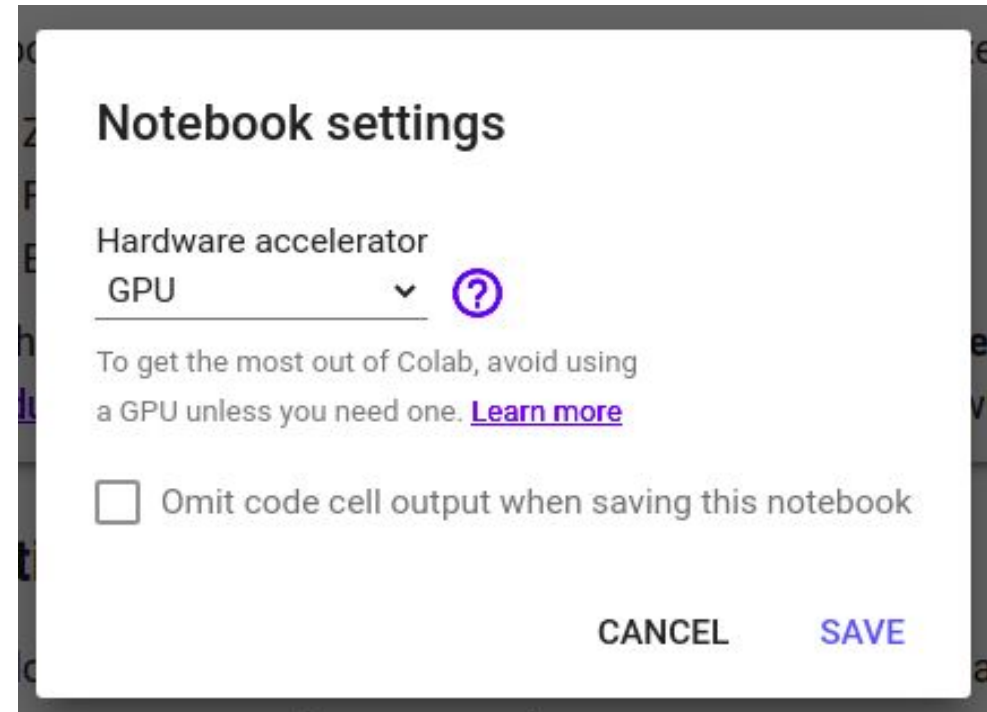 Notebook settings
Hardware accelerator
GPU
To get the most out of Colab, avoid using
a GPU unless you need one. Learn more
Omit code cell output when saving this notebook
CANCEL SAVE